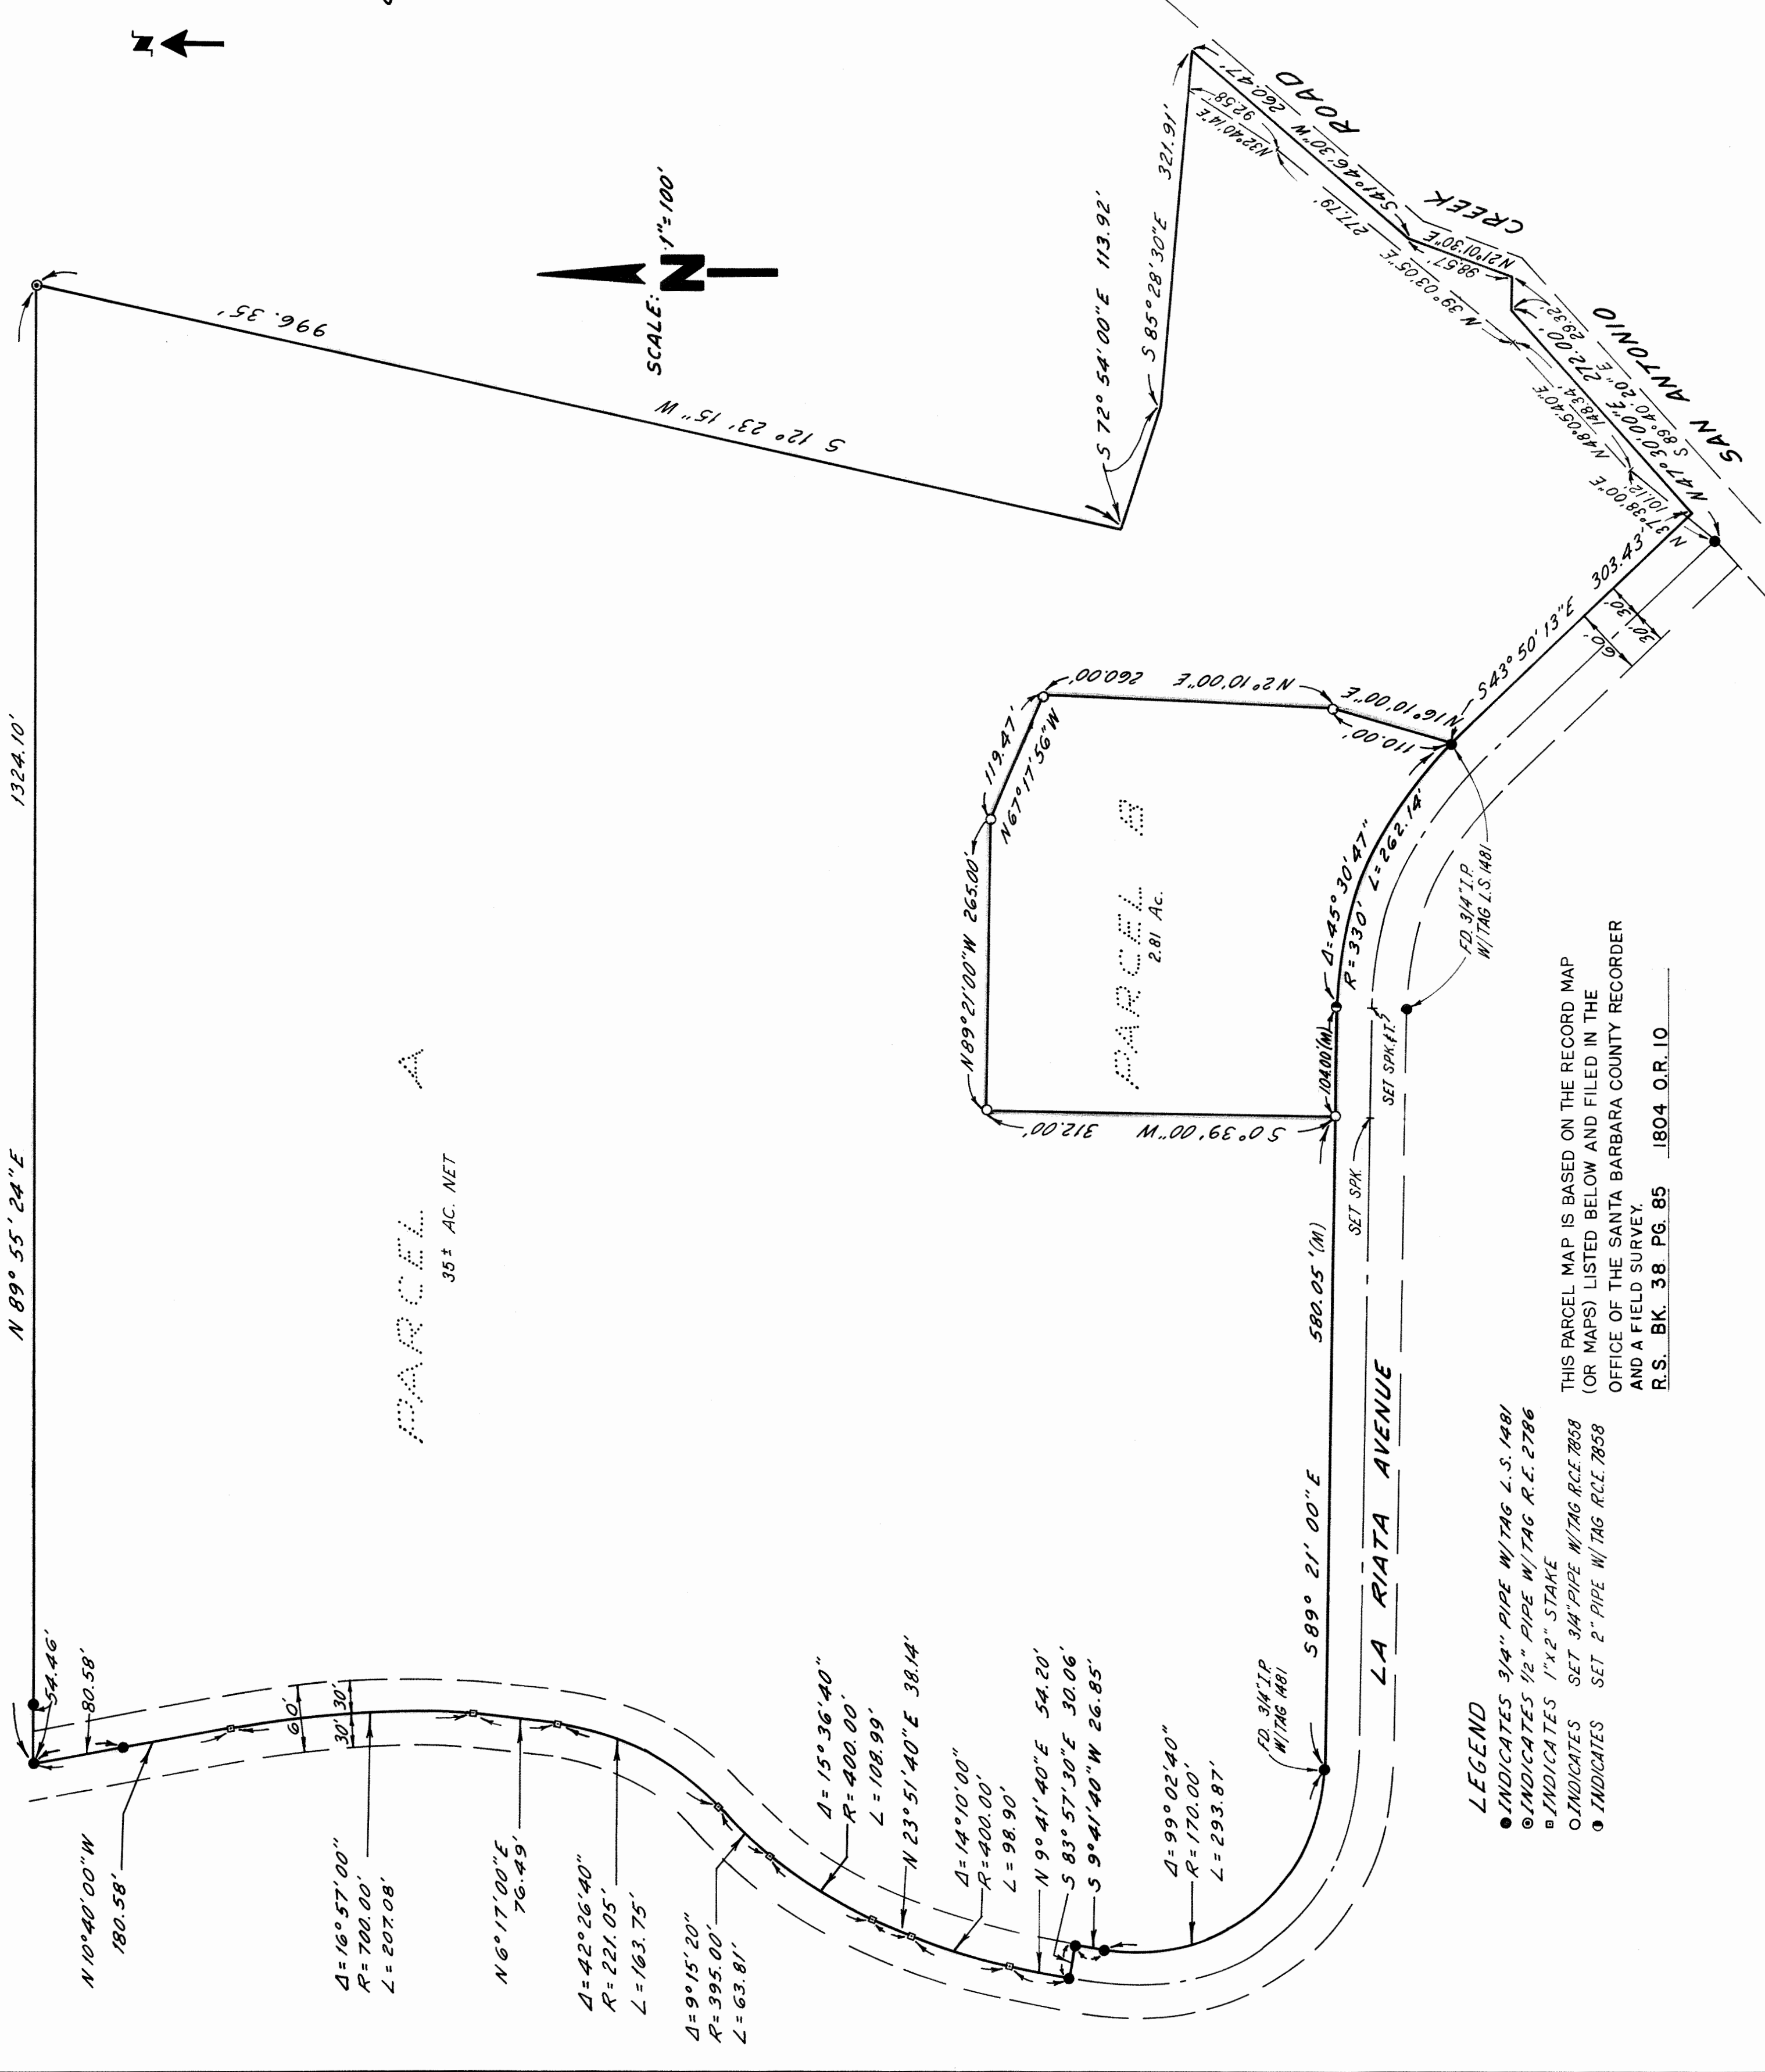 N
N 89° 55' 24" E 1324.10'
54.46'
80.58'
N 10° 40' 00" W
180.58'
60'
30' 30'
Δ = 16° 57' 00"
R = 700.00'
L = 207.08'
N 6° 17' 00" E
76.49'
Δ = 42° 26' 40"
R = 221.05'
L = 163.75'
Δ = 9° 15' 20"
R = 395.00'
L = 63.81'
Δ = 15° 36' 40"
R = 400.00'
L = 108.99'
N 23° 51' 40" E 38.14'
Δ = 14° 10' 00"
R = 400.00'
L = 98.90'
N 9° 41' 40" E 54.20'
S 83° 57' 30" E 30.06'
S 9° 41' 40" W 26.85'
Δ = 99° 02' 40"
R = 170.00'
L = 293.87'
PARCEL A
35± AC. NET
996.35'
S 12° 23' 15" W
SCALE: 1" = 100'
N
S 72° 54' 00" E 113.92'
S 85° 28' 30" E 321.91'
N 89° 21' 00" W 265.00'
119.47'
N 67° 17' 56" W
N 2° 10' 00" E 260.00'
N 16° 10' 00" E
110.00'
PARCEL B
2.81 Ac.
S 0° 39' 00" W 312.00'
104.00' (M)
Δ = 45° 30' 47"
R = 330' L = 262.14'
S 43° 50' 13" E 303.43'
60'
30' 30'
FD. 3/4" I.P.
W/TAG 1481
S 89° 21' 00" E 580.05' (M)
SET SPK.
SET SPK. & T.
FD. 3/4" I.P.
W/TAG L.S. 1481
LA RIATA AVENUE
S 41° 46' 30" W 260.47'
N 32° 40' 14" E
92.58'
N 39° 03' 05" E 277.79'
N 21° 01' 30" E
98.57'
S 89° 40' 20" E 29.32'
N 47° 30' 00" E 272.00'
N 48° 05' 40" E
148.34'
N 37° 38' 00" E
101.12'
SAN ANTONIO CREEK ROAD
LEGEND
INDICATES 3/4" PIPE W/TAG L.S. 1481
INDICATES 1/2" PIPE W/TAG R.E. 2786
INDICATES 1" X 2" STAKE
INDICATES SET 3/4" PIPE W/TAG R.C.E. 7858
INDICATES SET 2" PIPE W/TAG R.C.E. 7858
THIS PARCEL MAP IS BASED ON THE RECORD MAP
(OR MAPS) LISTED BELOW AND FILED IN THE
OFFICE OF THE SANTA BARBARA COUNTY RECORDER
AND A FIELD SURVEY.
R.S. BK. 38 PG. 85 1804 O.R. 10